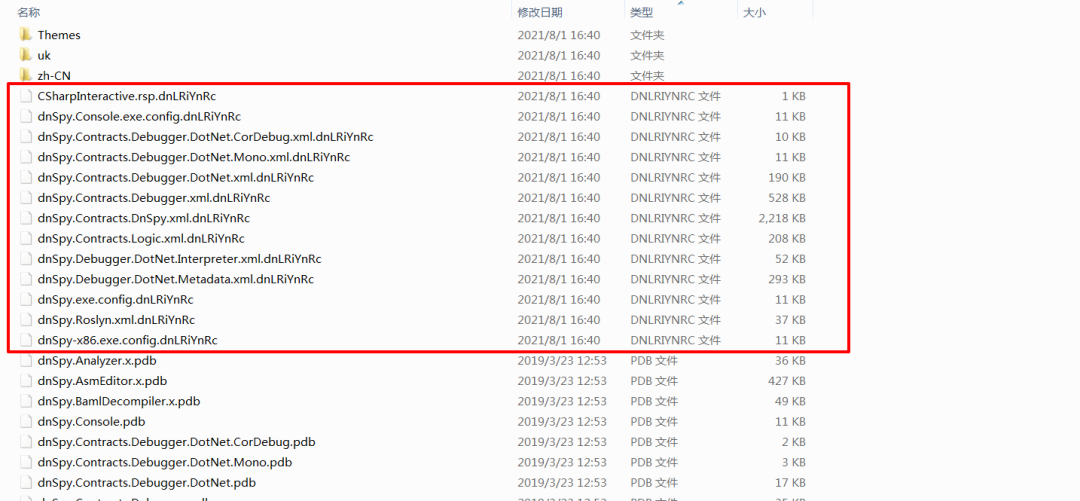 名称 修改日期 类型 大小
Themes 2021/8/1 16:40 文件夹
uk 2021/8/1 16:40 文件夹
zh-CN 2021/8/1 16:40 文件夹
CSharpInteractive.rsp.dnLRiYnRc 2021/8/1 16:40 DNLRIYNRC 文件 1 KB
dnSpy.Console.exe.config.dnLRiYnRc 2021/8/1 16:40 DNLRIYNRC 文件 11 KB
dnSpy.Contracts.Debugger.DotNet.CorDebug.xml.dnLRiYnRc 2021/8/1 16:40 DNLRIYNRC 文件 10 KB
dnSpy.Contracts.Debugger.DotNet.Mono.xml.dnLRiYnRc 2021/8/1 16:40 DNLRIYNRC 文件 11 KB
dnSpy.Contracts.Debugger.DotNet.xml.dnLRiYnRc 2021/8/1 16:40 DNLRIYNRC 文件 190 KB
dnSpy.Contracts.Debugger.xml.dnLRiYnRc 2021/8/1 16:40 DNLRIYNRC 文件 528 KB
dnSpy.Contracts.DnSpy.xml.dnLRiYnRc 2021/8/1 16:40 DNLRIYNRC 文件 2,218 KB
dnSpy.Contracts.Logic.xml.dnLRiYnRc 2021/8/1 16:40 DNLRIYNRC 文件 208 KB
dnSpy.Debugger.DotNet.Interpreter.xml.dnLRiYnRc 2021/8/1 16:40 DNLRIYNRC 文件 52 KB
dnSpy.Debugger.DotNet.Metadata.xml.dnLRiYnRc 2021/8/1 16:40 DNLRIYNRC 文件 293 KB
dnSpy.exe.config.dnLRiYnRc 2021/8/1 16:40 DNLRIYNRC 文件 11 KB
dnSpy.Roslyn.xml.dnLRiYnRc 2021/8/1 16:40 DNLRIYNRC 文件 37 KB
dnSpy-x86.exe.config.dnLRiYnRc 2021/8/1 16:40 DNLRIYNRC 文件 11 KB
dnSpy.Analyzer.x.pdb 2019/3/23 12:53 PDB 文件 36 KB
dnSpy.AsmEditor.x.pdb 2019/3/23 12:53 PDB 文件 427 KB
dnSpy.BamlDecompiler.x.pdb 2019/3/23 12:53 PDB 文件 49 KB
dnSpy.Console.pdb 2019/3/23 12:53 PDB 文件 11 KB
dnSpy.Contracts.Debugger.DotNet.CorDebug.pdb 2019/3/23 12:53 PDB 文件 2 KB
dnSpy.Contracts.Debugger.DotNet.Mono.pdb 2019/3/23 12:53 PDB 文件 3 KB
dnSpy.Contracts.Debugger.DotNet.pdb 2019/3/23 12:53 PDB 文件 17 KB